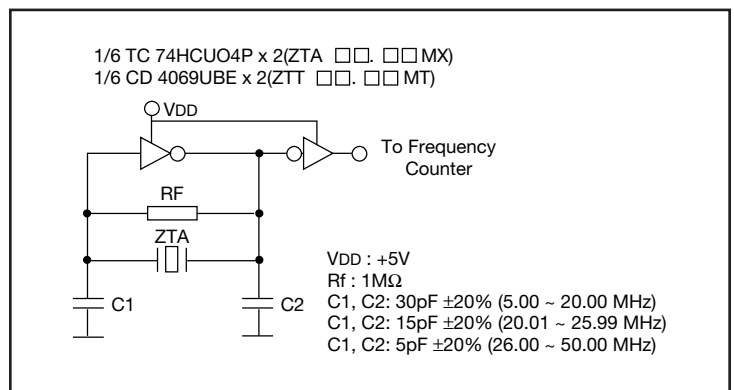 1/6 TC 74HCUO4P x 2(ZTA □□. □□ MX)
1/6 CD 4069UBE x 2(ZTT □□. □□ MT)
VDD
To Frequency
Counter
RF
ZTA
C1
C2
VDD : +5V
Rf : 1MΩ
C1, C2: 30pF ±20% (5.00 ~ 20.00 MHz)
C1, C2: 15pF ±20% (20.01 ~ 25.99 MHz)
C1, C2: 5pF ±20% (26.00 ~ 50.00 MHz)